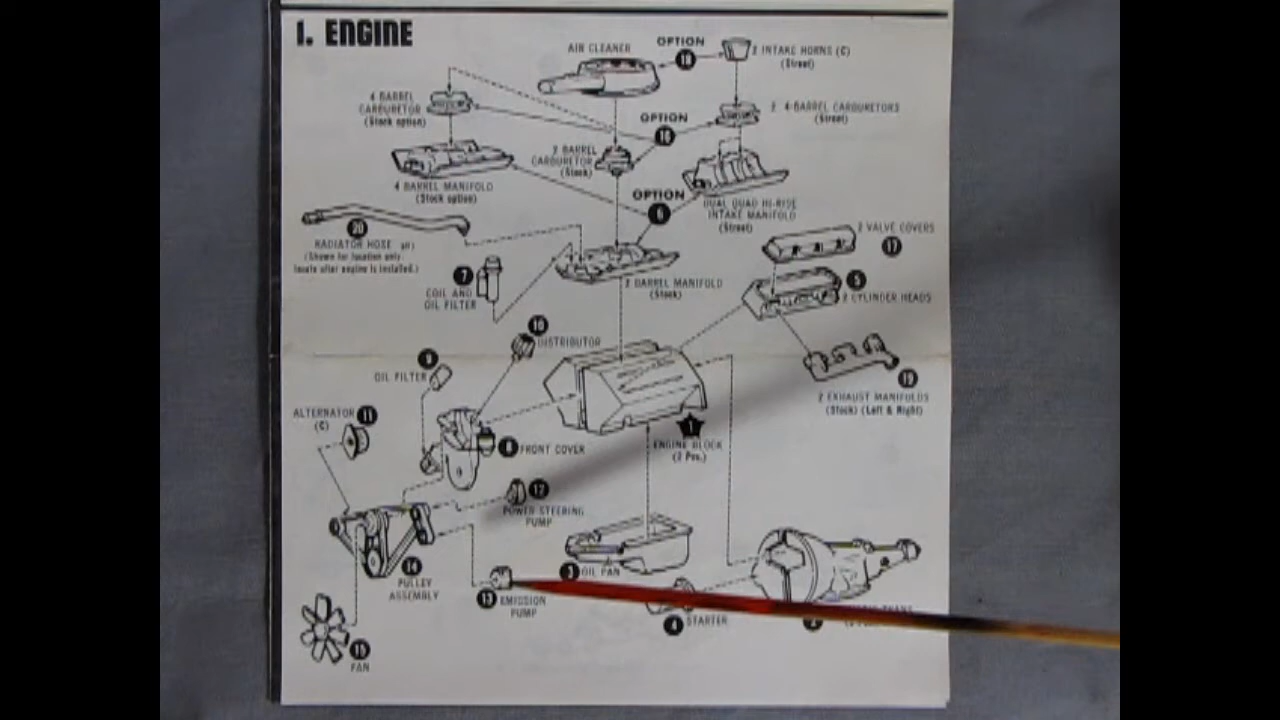 1. ENGINE
AIR CLEANER
OPTION
18
2 INTAKE HORNS (C)
(Street)
4 BARREL
CARBURETOR
(Stock option)
OPTION
16
2 4-BARREL CARBURETORS
(Street)
2 BARREL
CARBURETOR
(Stock)
4 BARREL MANIFOLD
(Stock option)
OPTION
6
DUAL QUAD HI-RISE
INTAKE MANIFOLD
(Street)
20
RADIATOR HOSE
(Shown for location only
locate after engine is installed.)
2 VALVE COVERS
17
7
COIL AND
OIL FILTER
2 BARREL MANIFOLD
(Stock)
5
2 CYLINDER HEADS
10
DISTRIBUTOR
9
OIL FILTER
19
2 EXHAUST MANIFOLDS
(Stock) (Left & Right)
ALTERNATOR 11
(C)
1
ENGINE BLOCK
(2 Pcs.)
8 FRONT COVER
12
POWER STEERING
PUMP
14
PULLEY
ASSEMBLY
3 OIL PAN
13 EMISSION
PUMP
4 STARTER
15
FAN